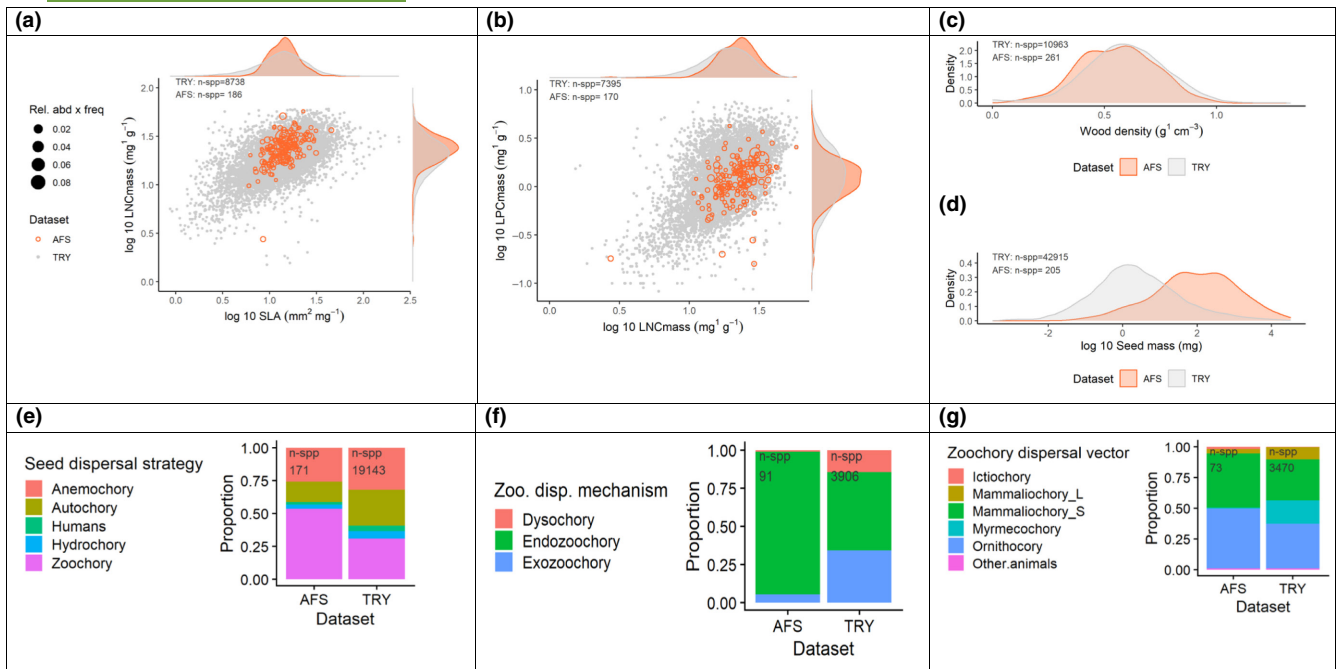 (a)
TRY: n-spp=8738
AFS: n-spp= 186
Rel. abd x freq
0.02
0.04
0.06
0.08
Dataset
AFS
TRY
log 10 LNCmass (mg¹ g⁻¹)
2.0
1.5
1.0
0.5
0.0
0.0 0.5 1.0 1.5 2.0 2.5
log 10 SLA (mm² mg⁻¹)
(b)
TRY: n-spp=7395
AFS: n-spp= 170
log 10 LPCmass (mg¹ g⁻¹)
1.0
0.5
0.0
−0.5
−1.0
0.0 0.5 1.0 1.5
log 10 LNCmass (mg¹ g⁻¹)
(c)
TRY: n-spp=10963
AFS: n-spp= 261
Density
2.0
1.5
1.0
0.5
0.0
0.0 0.5 1.0
Wood density (g¹ cm⁻³)
Dataset AFS TRY
(d)
TRY: n-spp=42915
AFS: n-spp= 205
Density
0.4
0.3
0.2
0.1
0.0
-2 0 2 4
log 10 Seed mass (mg)
Dataset AFS TRY
(e)
Seed dispersal strategy
Anemochory
Autochory
Humans
Hydrochory
Zoochory
Proportion
1.00
0.75
0.50
0.25
0.00
n-spp n-spp
171 19143
AFS TRY
Dataset
(f)
Zoo. disp. mechanism
Dysochory
Endozoochory
Exozoochory
Proportion
1.00
0.75
0.50
0.25
0.00
n-spp n-spp
91 3906
AFS TRY
Dataset
(g)
Zoochory dispersal vector
Ictiochory
Mammaliochory_L
Mammaliochory_S
Myrmecochory
Ornithocory
Other.animals
Proportion
1.00
0.75
0.50
0.25
0.00
n-spp n-spp
73 3470
AFS TRY
Dataset